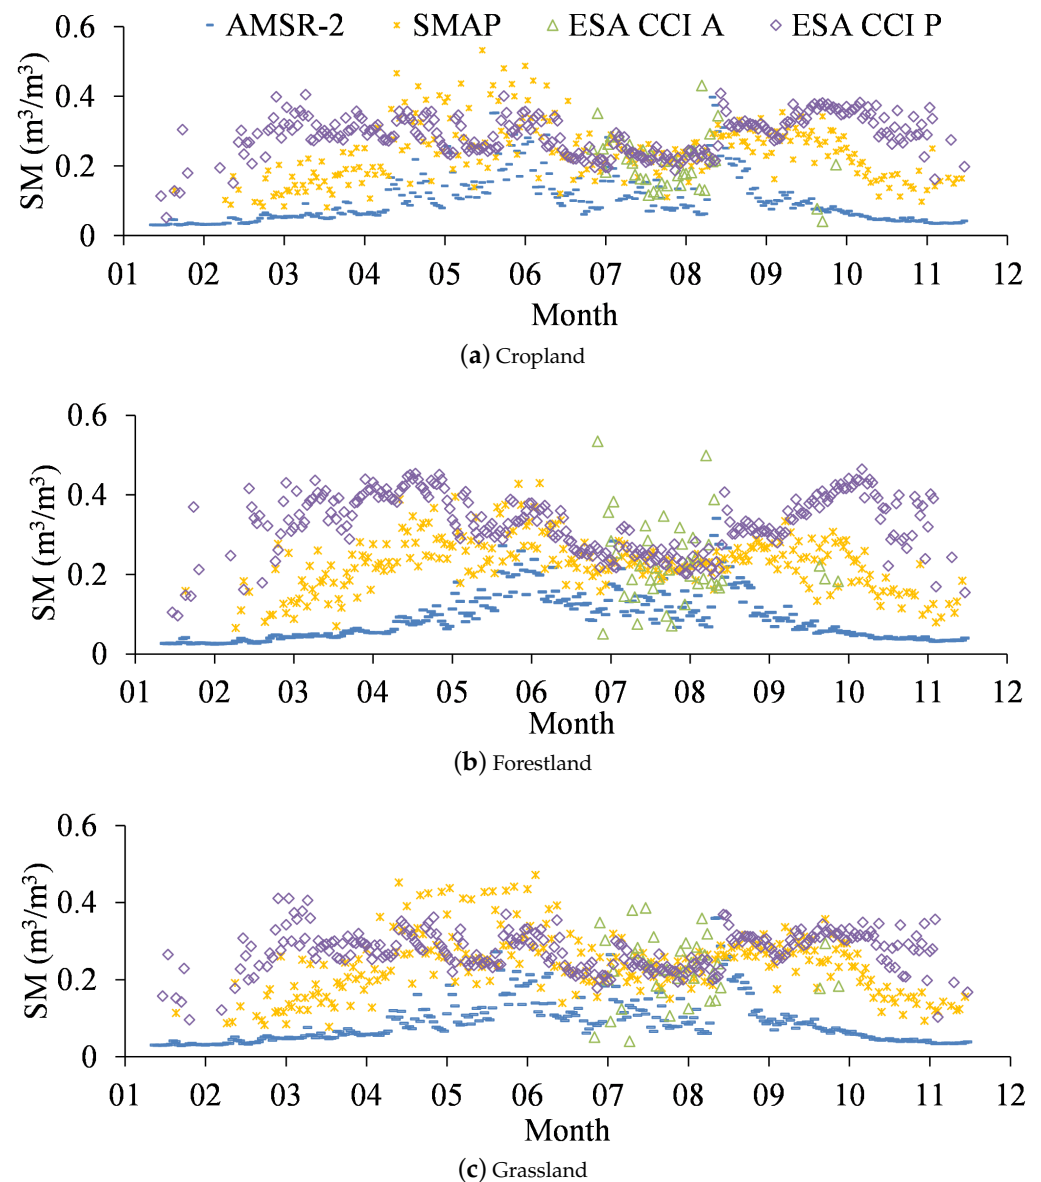 AMSR-2 SMAP ESA CCI A ESA CCI P
SM (m³/m³)
0.6
0.4
0.2
0
01 02 03 04 05 06 07 08 09 10 11 12
Month
(a) Cropland
SM (m³/m³)
0.6
0.4
0.2
0
01 02 03 04 05 06 07 08 09 10 11 12
Month
(b) Forestland
SM (m³/m³)
0.6
0.4
0.2
0
01 02 03 04 05 06 07 08 09 10 11 12
Month
(c) Grassland